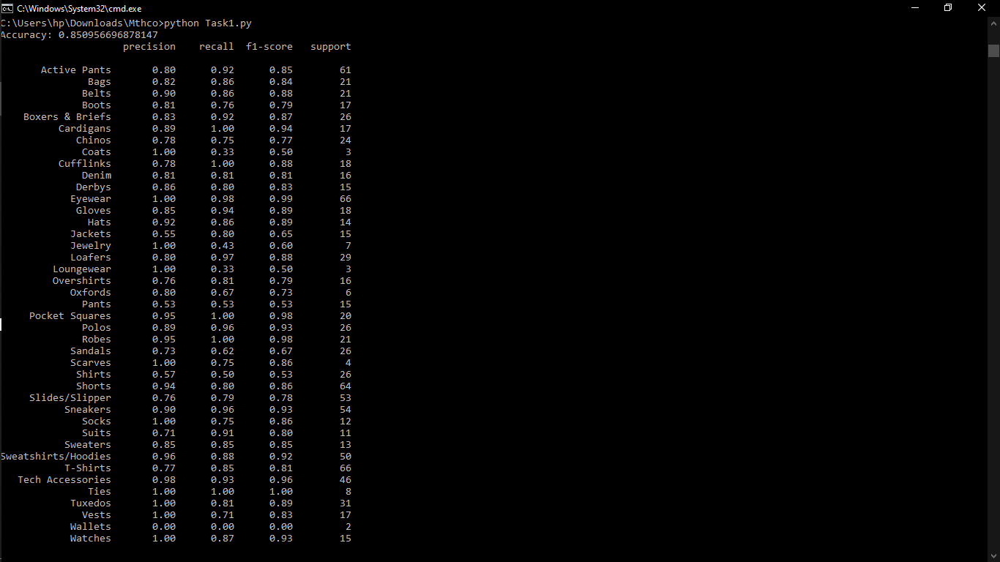 C:\Windows\System32\cmd.exe
C:\Users\hp\Downloads\Mthco>python Task1.py
Accuracy: 0.850956696878147
precision recall f1-score support
Active Pants 0.80 0.92 0.85 61
Bags 0.82 0.86 0.84 21
Belts 0.90 0.86 0.88 21
Boots 0.81 0.76 0.79 17
Boxers & Briefs 0.83 0.92 0.87 26
Cardigans 0.89 1.00 0.94 17
Chinos 0.78 0.75 0.77 24
Coats 1.00 0.33 0.50 3
Cufflinks 0.78 1.00 0.88 18
Denim 0.81 0.81 0.81 16
Derbys 0.86 0.80 0.83 15
Eyewear 1.00 0.98 0.99 66
Gloves 0.85 0.94 0.89 18
Hats 0.92 0.86 0.89 14
Jackets 0.55 0.80 0.65 15
Jewelry 1.00 0.43 0.60 7
Loafers 0.80 0.97 0.88 29
Loungewear 1.00 0.33 0.50 3
Overshirts 0.76 0.81 0.79 16
Oxfords 0.80 0.67 0.73 6
Pants 0.53 0.53 0.53 15
Pocket Squares 0.95 1.00 0.98 20
Polos 0.89 0.96 0.93 26
Robes 0.95 1.00 0.98 21
Sandals 0.73 0.62 0.67 26
Scarves 1.00 0.75 0.86 4
Shirts 0.57 0.50 0.53 26
Shorts 0.94 0.80 0.86 64
Slides/Slipper 0.76 0.79 0.78 53
Sneakers 0.90 0.96 0.93 54
Socks 1.00 0.75 0.86 12
Suits 0.71 0.91 0.80 11
Sweaters 0.85 0.85 0.85 13
Sweatshirts/Hoodies 0.96 0.88 0.92 50
T-Shirts 0.77 0.85 0.81 66
Tech Accessories 0.98 0.93 0.96 46
Ties 1.00 1.00 1.00 8
Tuxedos 1.00 0.81 0.89 31
Vests 1.00 0.71 0.83 17
Wallets 0.00 0.00 0.00 2
Watches 1.00 0.87 0.93 15